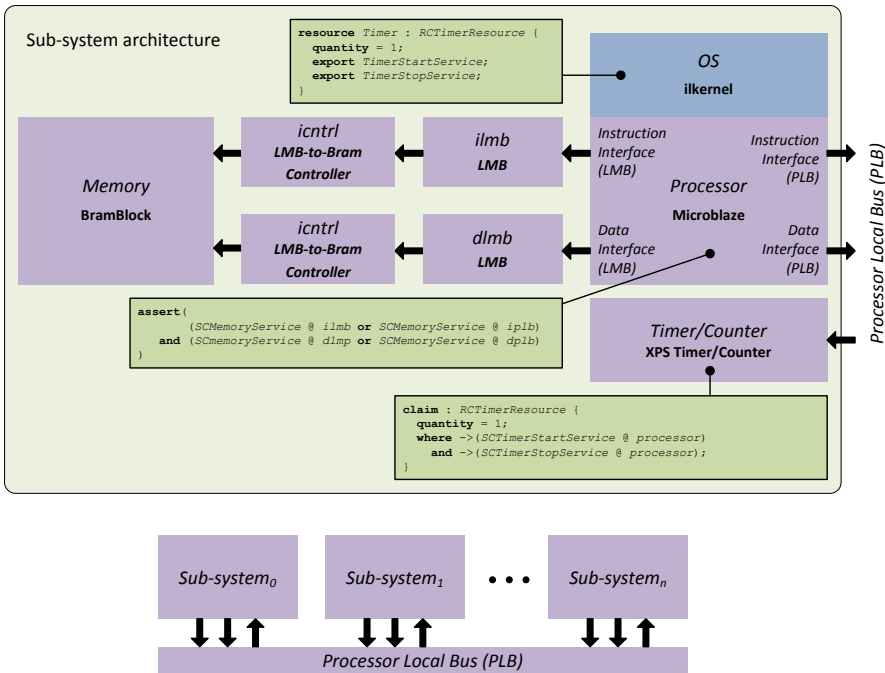 Sub-system architecture
resource Timer : RCTimerResource {
quantity = 1;
export TimerStartService;
export TimerStopService;
}
OS
ilkernel
Memory
BramBlock
icntrl
LMB-to-Bram
Controller
ilmb
LMB
Instruction
Interface
(LMB)
Processor
Microblaze
Instruction
Interface
(PLB)
icntrl
LMB-to-Bram
Controller
dlmb
LMB
Data
Interface
(LMB)
Data
Interface
(PLB)
Processor Local Bus (PLB)
assert(
(SCMemoryService @ ilmb or SCMemoryService @ iplb)
and (SCMemoryService @ dlmp or SCMemoryService @ dplb)
)
Timer/Counter
XPS Timer/Counter
claim : RCTimerResource {
quantity = 1;
where ->(SCTimerStartService @ processor)
and ->(SCTimerStopService @ processor);
}
Sub-system0
Sub-system1
• • •
Sub-systemn
Processor Local Bus (PLB)